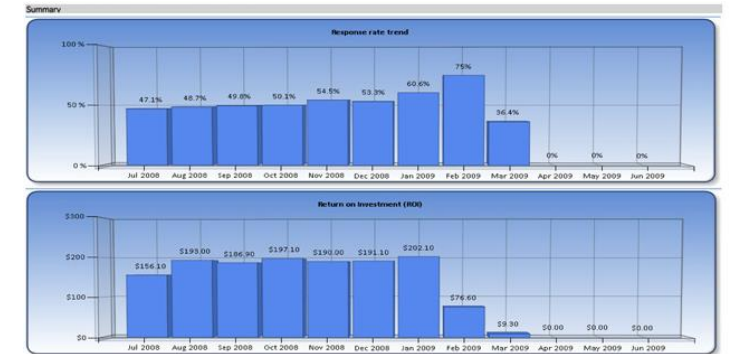 Summary
Response rate trend
100 %
75%
60.6%
54.5%
53.3%
47.1% 48.7% 49.8% 50.1%
50 %
36.4%
0% 0% 0%
0 %
Jul 2008 Aug 2008 Sep 2008 Oct 2008 Nov 2008 Dec 2008 Jan 2009 Feb 2009 Mar 2009 Apr 2009 May 2009 Jun 2009
Return on Investment (ROI)
$300
$202.10
$193.00 $186.90 $197.10 $190.00 $191.10
$200
$156.10
$100
$76.60
$9.30 $0.00 $0.00 $0.00
$0
Jul 2008 Aug 2008 Sep 2008 Oct 2008 Nov 2008 Dec 2008 Jan 2009 Feb 2009 Mar 2009 Apr 2009 May 2009 Jun 2009